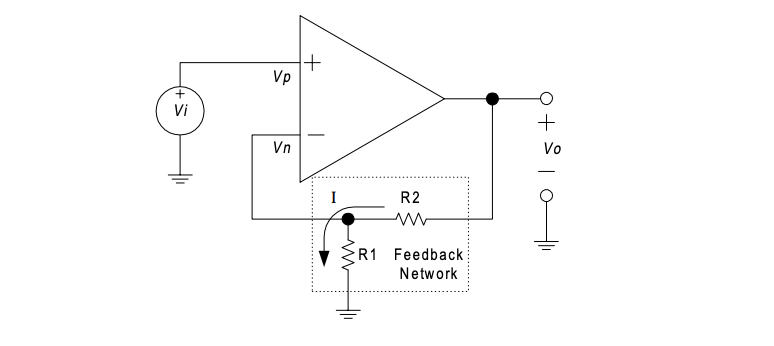 +
Vp
+
Vi
Vn
−
+
Vo
−
I
R2
R1
Feedback
Network